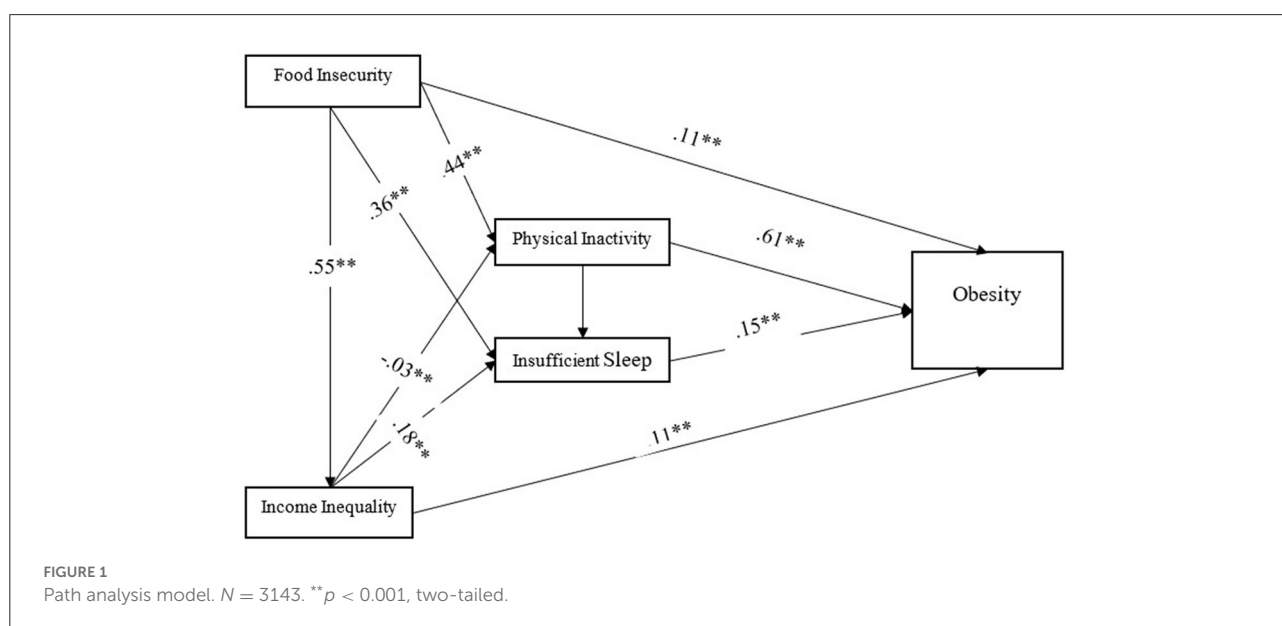 Food Insecurity
.11**
.44**
.36**
Physical Inactivity
.61**
.55**
Obesity
.15**
Insufficient Sleep
-.03**
.18**
.11**
Income Inequality
FIGURE 1
Path analysis model. N = 3143. **p < 0.001, two-tailed.